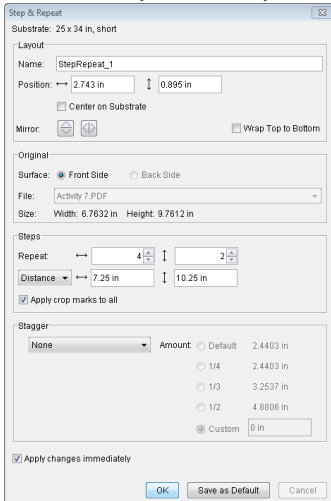 Step & Repeat
Substrate: 25 x 34 in, short
Layout
Name: StepRepeat_1
Position: ↔ 2.743 in ↕ 0.895 in
Center on Substrate
Mirror: Wrap Top to Bottom
Original
Surface: Front Side Back Side
File: Activity 7.PDF
Size: Width: 6.7632 in Height: 9.7612 in
Steps
Repeat: ↔ 4 ↕ 2
Distance ↔ 7.25 in ↕ 10.25 in
Apply crop marks to all
Stagger
None Amount: Default 2.4403 in
1/4 2.4403 in
1/3 3.2537 in
1/2 4.8806 in
Custom 0 in
Apply changes immediately
OK Save as Default Cancel